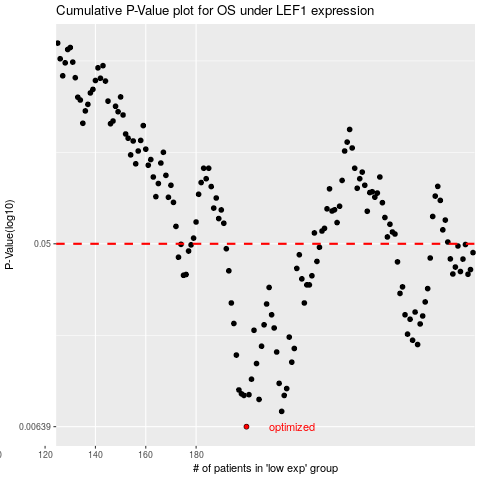 Cumulative P-Value plot for OS under LEF1 expression
P-Value(log10)
0.05
0.00639
optimized
0 120 140 160 180
# of patients in 'low exp' group